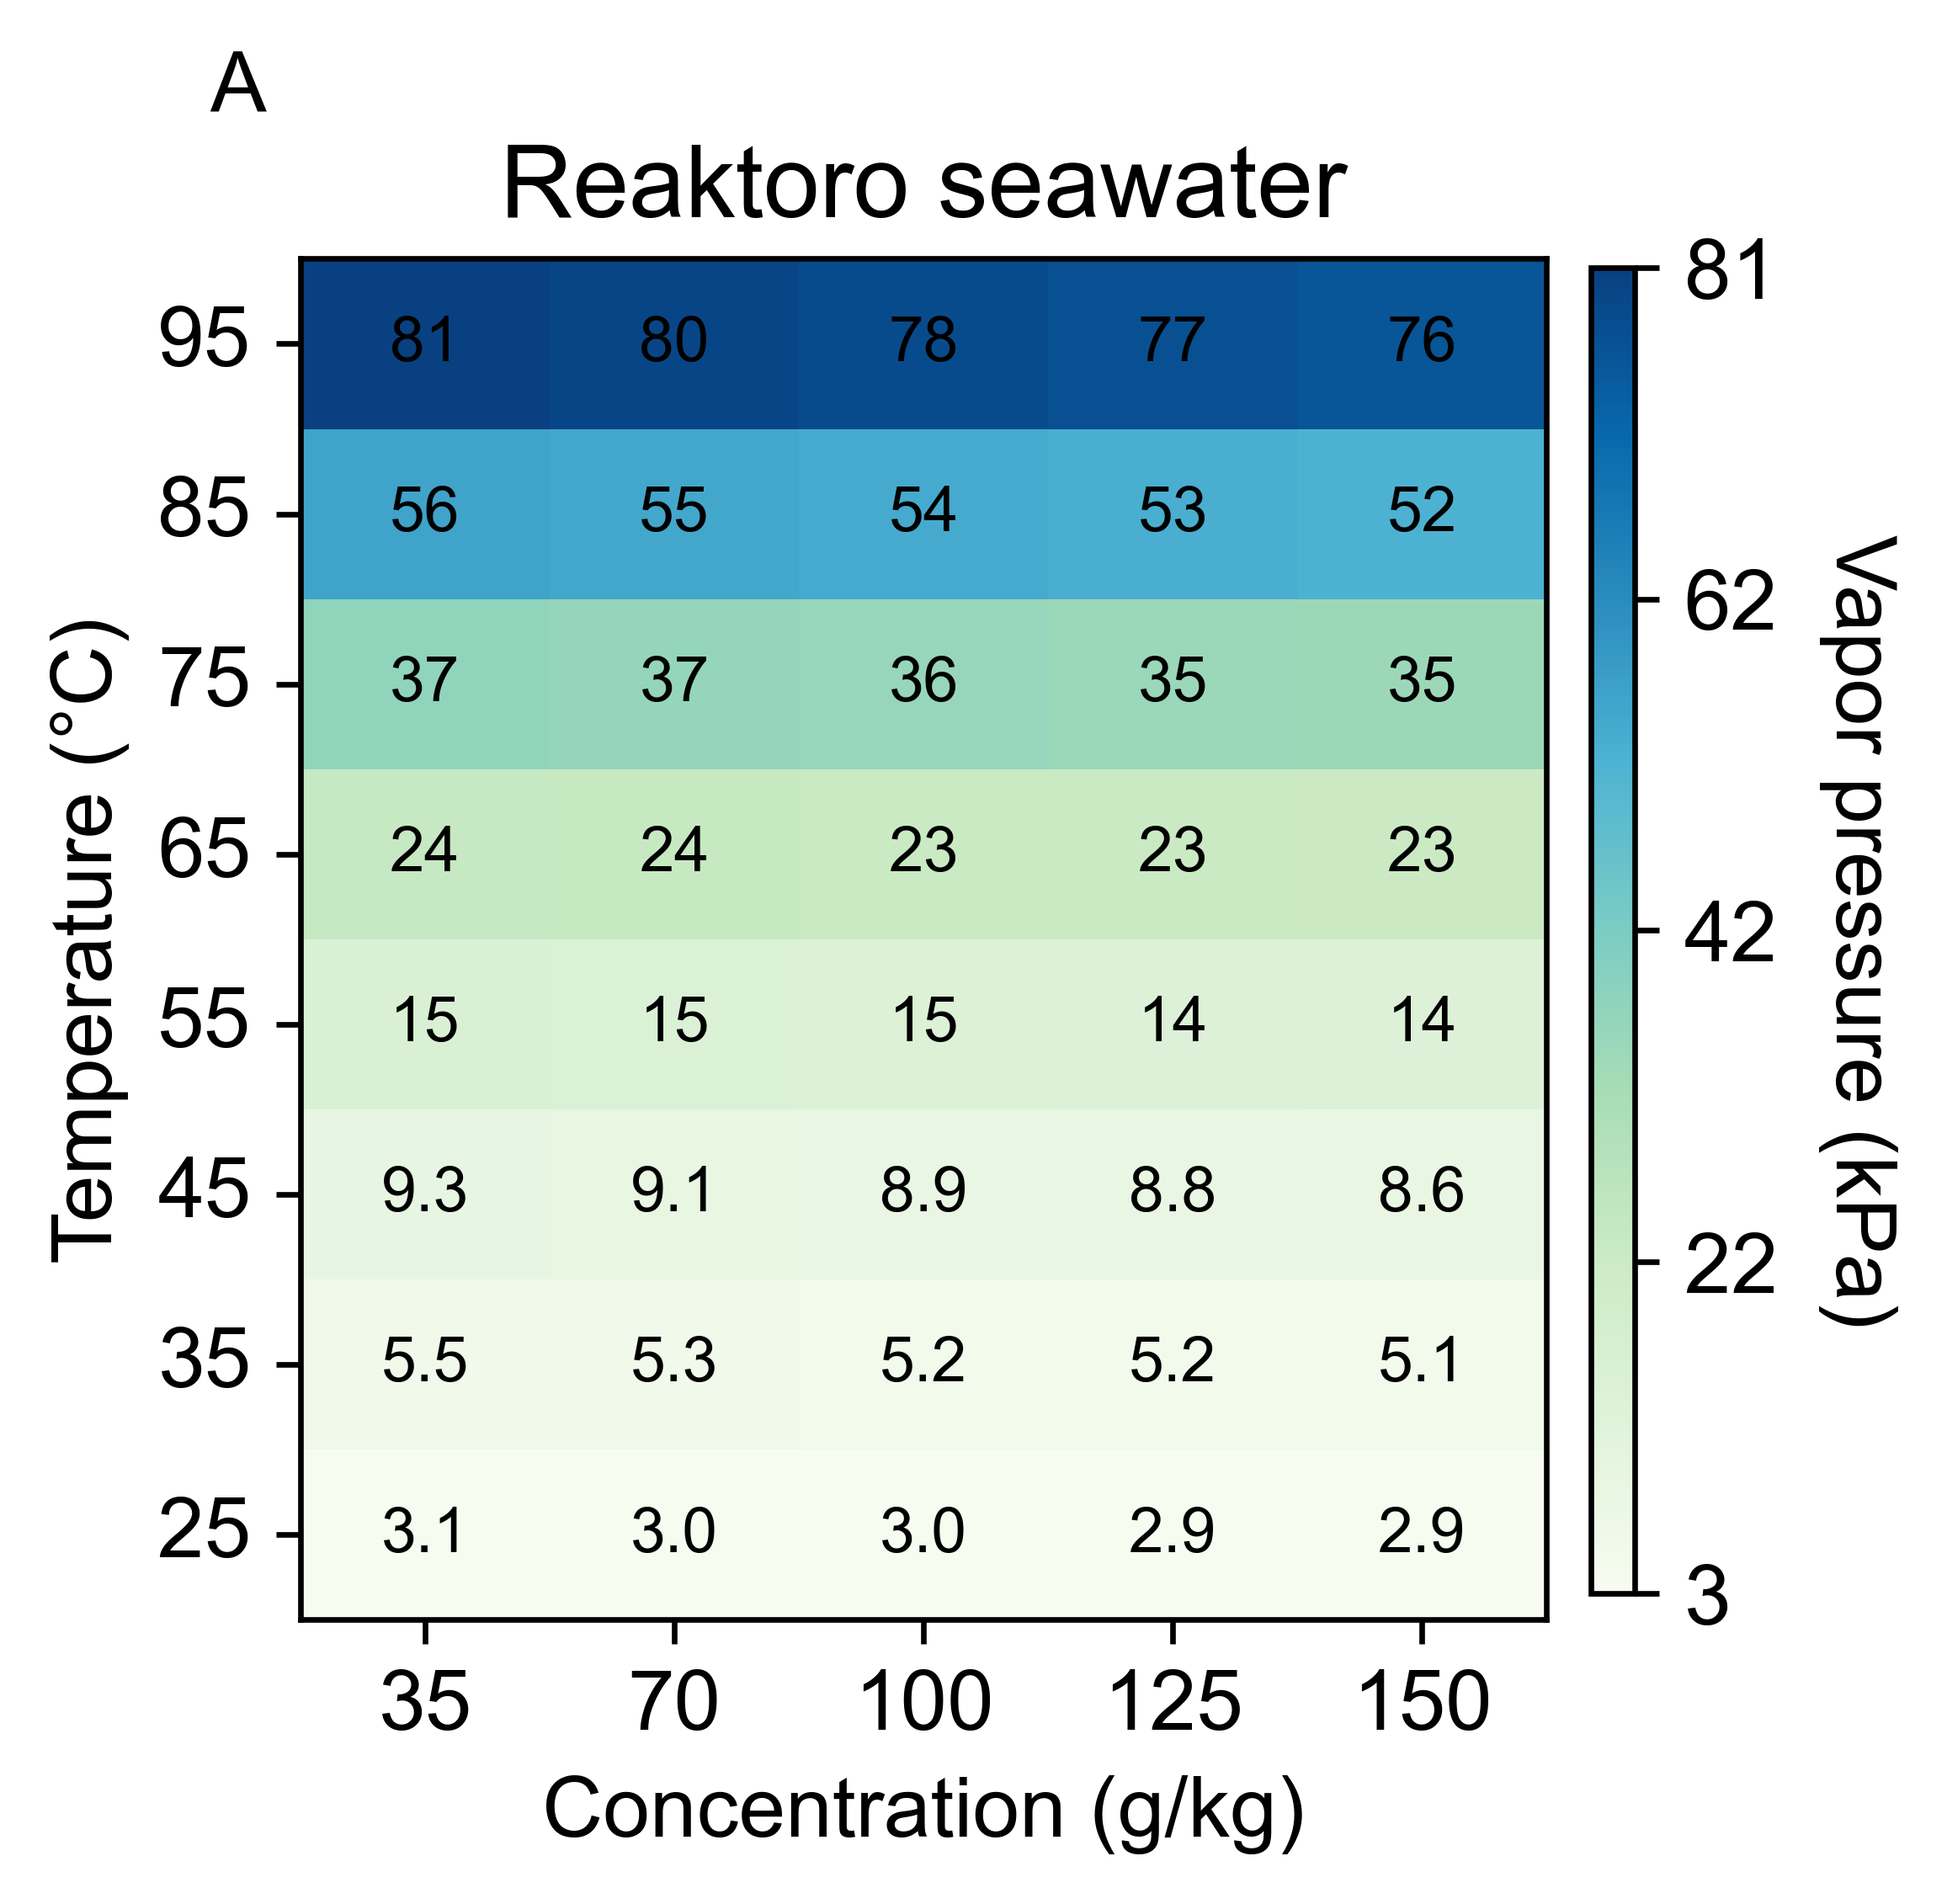 A
Reaktoro seawater
95 81 80 78 77 76
85 56 55 54 53 52
75 37 37 36 35 35
65 24 24 23 23 23
55 15 15 15 14 14
45 9.3 9.1 8.9 8.8 8.6
35 5.5 5.3 5.2 5.2 5.1
25 3.1 3.0 3.0 2.9 2.9
35 70 100 125 150
Concentration (g/kg)
Temperature (°C)
81
62
42
22
3
Vapor pressure (kPa)